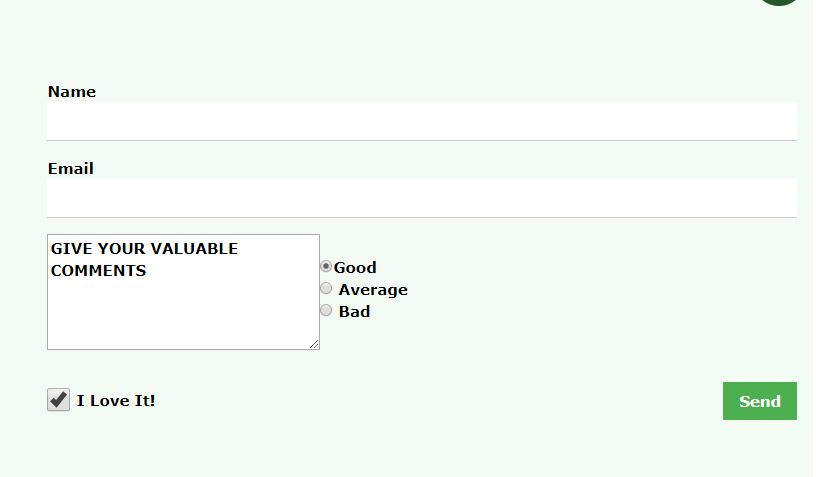 Name
Email
GIVE YOUR VALUABLE
COMMENTS
Good
Average
Bad
I Love It!
Send